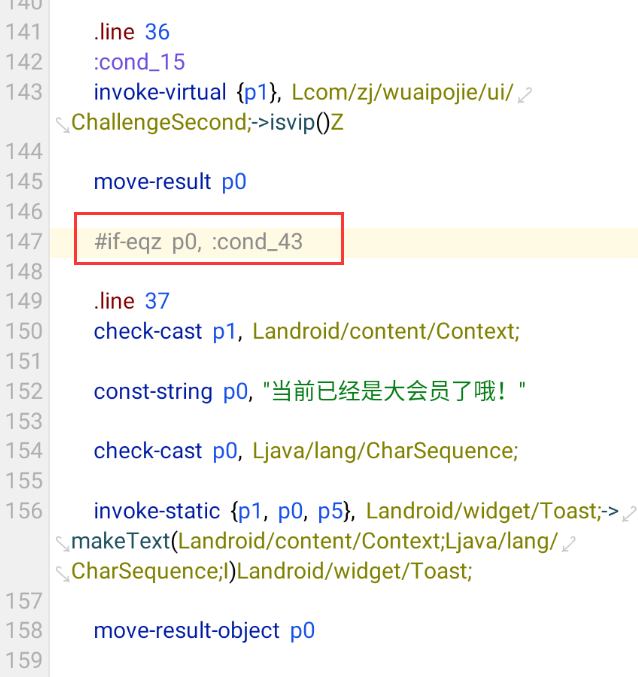 140
141 .line 36
142 :cond_15
143 invoke-virtual {p1}, Lcom/zj/wuaipojie/ui/
ChallengeSecond;->isvip()Z
144
145 move-result p0
146
147 #if-eqz p0, :cond_43
148
149 .line 37
150 check-cast p1, Landroid/content/Context;
151
152 const-string p0, "当前已经是大会员了哦！"
153
154 check-cast p0, Ljava/lang/CharSequence;
155
156 invoke-static {p1, p0, p5}, Landroid/widget/Toast;->
makeText(Landroid/content/Context;Ljava/lang/
CharSequence;I)Landroid/widget/Toast;
157
158 move-result-object p0
159